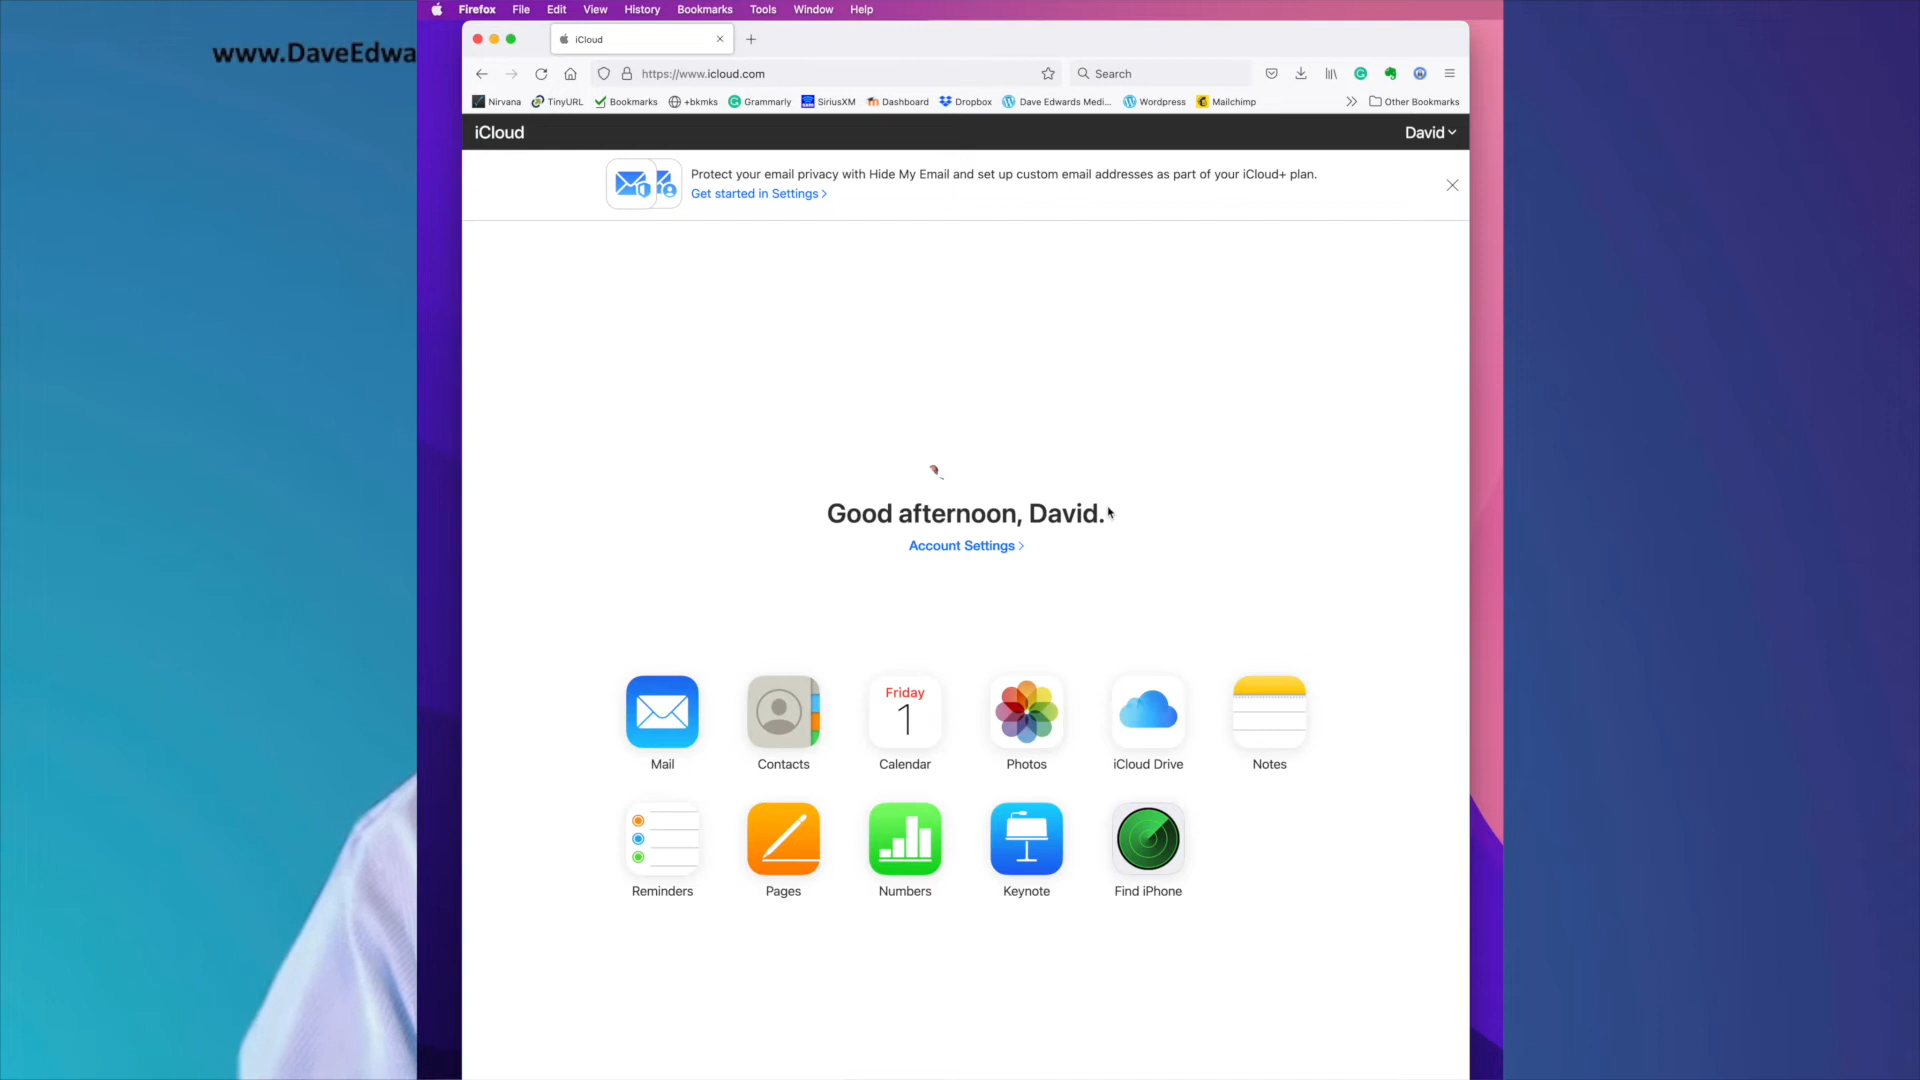 www.DaveEdwa
Firefox File Edit View History Bookmarks Tools Window Help
iCloud
https://www.icloud.com
Search
Nirvana TinyURL Bookmarks +bkmks Grammarly SiriusXM Dashboard Dropbox Dave Edwards Medi... Wordpress Mailchimp Other Bookmarks
iCloud David
Protect your email privacy with Hide My Email and set up custom email addresses as part of your iCloud+ plan.
Get started in Settings >
Good afternoon, David.
Account Settings >
Friday
1
Mail Contacts Calendar Photos iCloud Drive Notes
Reminders Pages Numbers Keynote Find iPhone